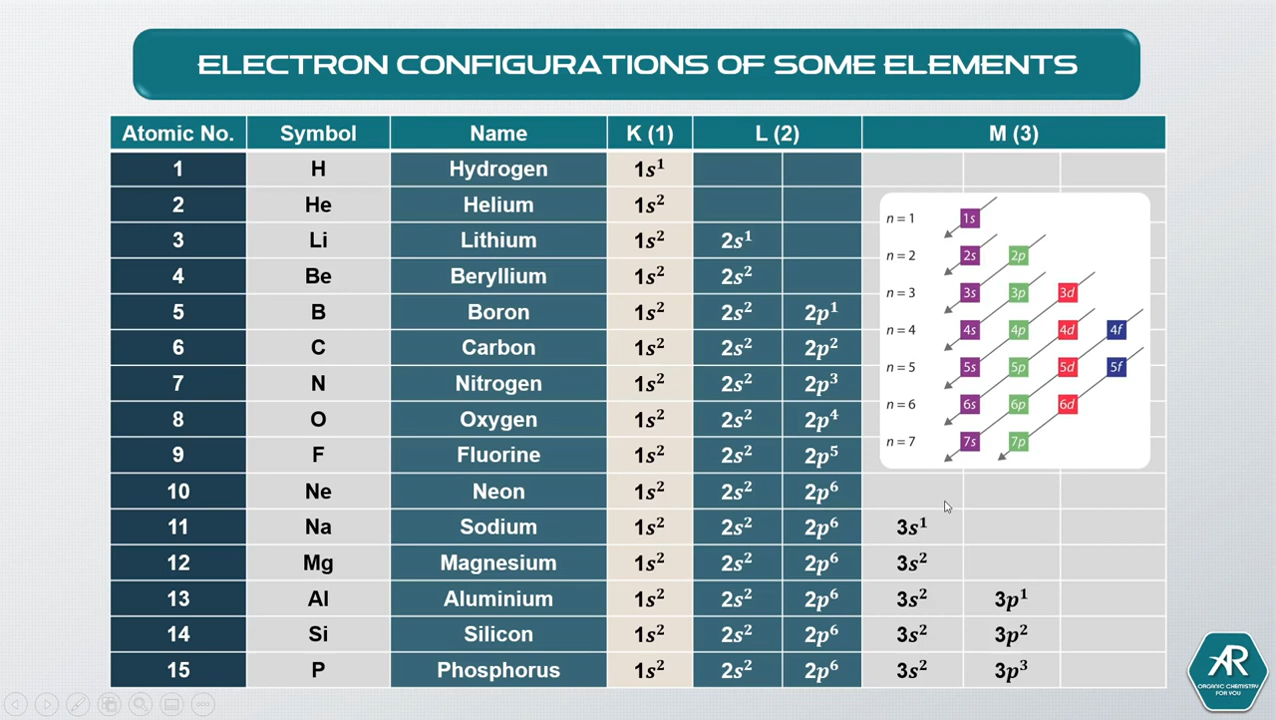 ELECTRON CONFIGURATIONS OF SOME ELEMENTS
Atomic No. Symbol Name K (1) L (2) M (3)
1 H Hydrogen 1s¹
2 He Helium 1s²
3 Li Lithium 1s² 2s¹
4 Be Beryllium 1s² 2s²
5 B Boron 1s² 2s² 2p¹
6 C Carbon 1s² 2s² 2p²
7 N Nitrogen 1s² 2s² 2p³
8 O Oxygen 1s² 2s² 2p⁴
9 F Fluorine 1s² 2s² 2p⁵
10 Ne Neon 1s² 2s² 2p⁶
11 Na Sodium 1s² 2s² 2p⁶ 3s¹
12 Mg Magnesium 1s² 2s² 2p⁶ 3s²
13 Al Aluminium 1s² 2s² 2p⁶ 3s² 3p¹
14 Si Silicon 1s² 2s² 2p⁶ 3s² 3p²
15 P Phosphorus 1s² 2s² 2p⁶ 3s² 3p³
n = 1 1s
n = 2 2s 2p
n = 3 3s 3p 3d
n = 4 4s 4p 4d 4f
n = 5 5s 5p 5d 5f
n = 6 6s 6p 6d
n = 7 7s 7p
AR
ORGANIC CHEMISTRY
FOR YOU